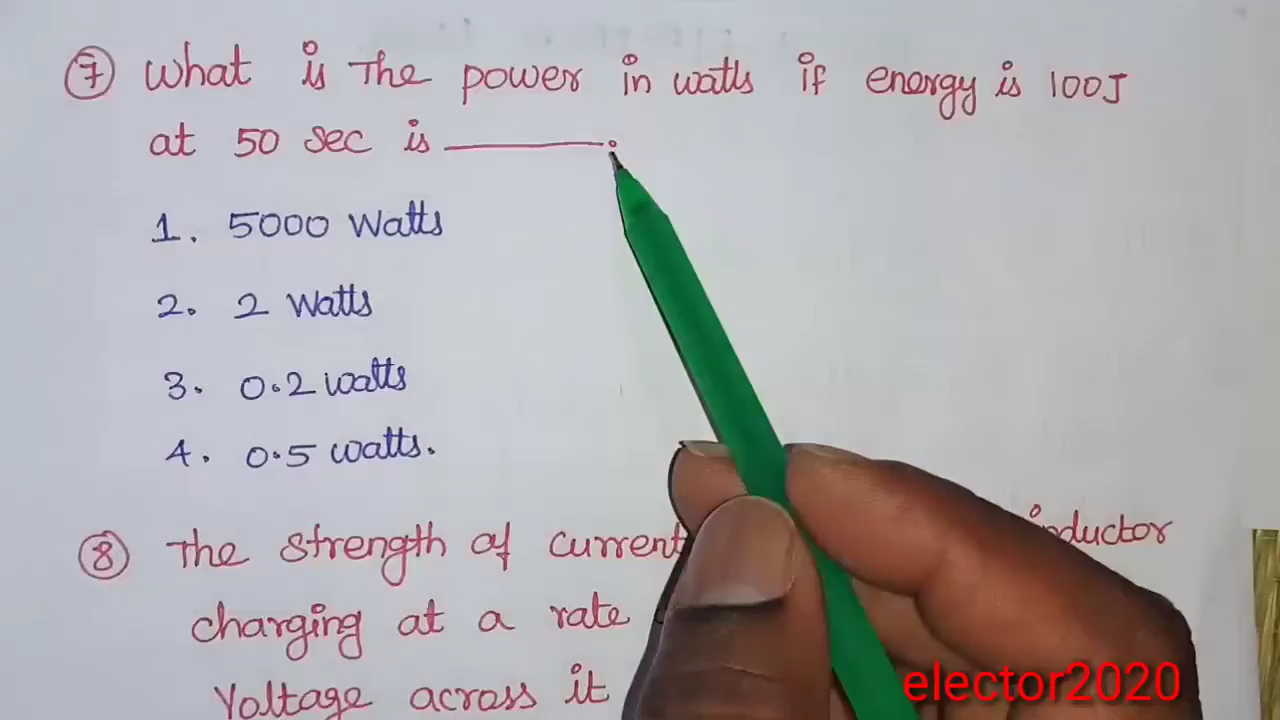 ⑦ What is The power in watts if energy is 100J
at 50 sec is ________.
1. 5000 Watts
2. 2 Watts
3. 0.2 watts
4. 0.5 watts.
⑧ The strength of current
charging at a rate
Voltage across it
elector2020